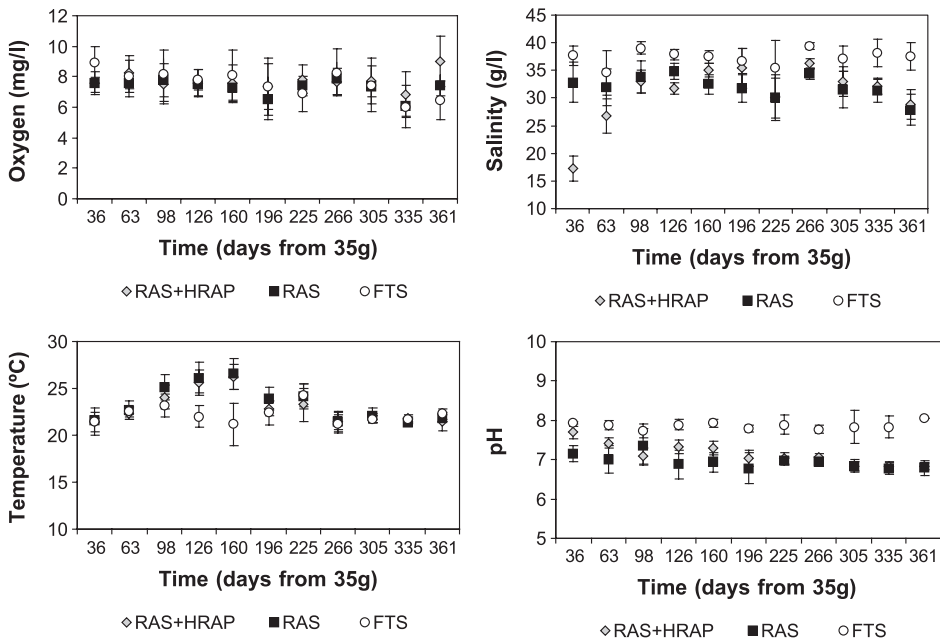 Oxygen (mg/l)
12
10
8
6
4
2
0
36 63 98 126 160 196 225 266 305 335 361
Time (days from 35g)
RAS+HRAP RAS FTS
Salinity (g/l)
45
40
35
30
25
20
15
10
36 63 98 126 160 196 225 266 305 335 361
Time (days from 35g)
RAS+HRAP RAS FTS
Temperature (ºC)
30
25
20
15
10
36 63 98 126 160 196 225 266 305 335 361
Time (days from 35g)
RAS+HRAP RAS FTS
pH
9
8
7
6
5
36 63 98 126 160 196 225 266 305 335 361
Time (days from 35g)
RAS+HRAP RAS FTS